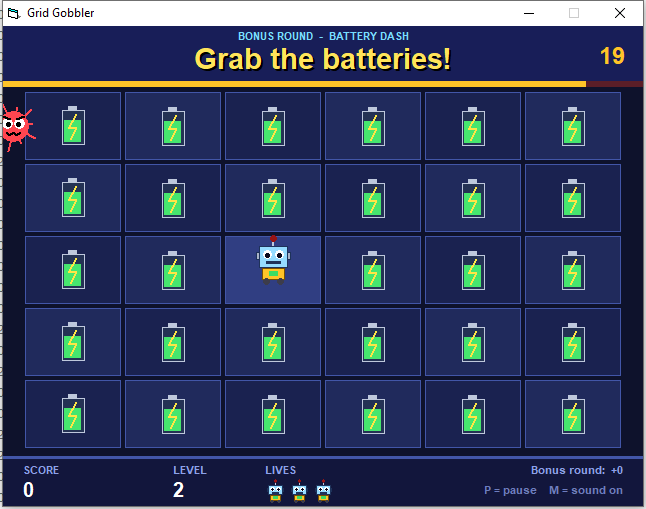 Grid Gobbler
BONUS ROUND - BATTERY DASH
Grab the batteries!
19
SCORE
0
LEVEL
2
LIVES
Bonus round: +0
P = pause M = sound on